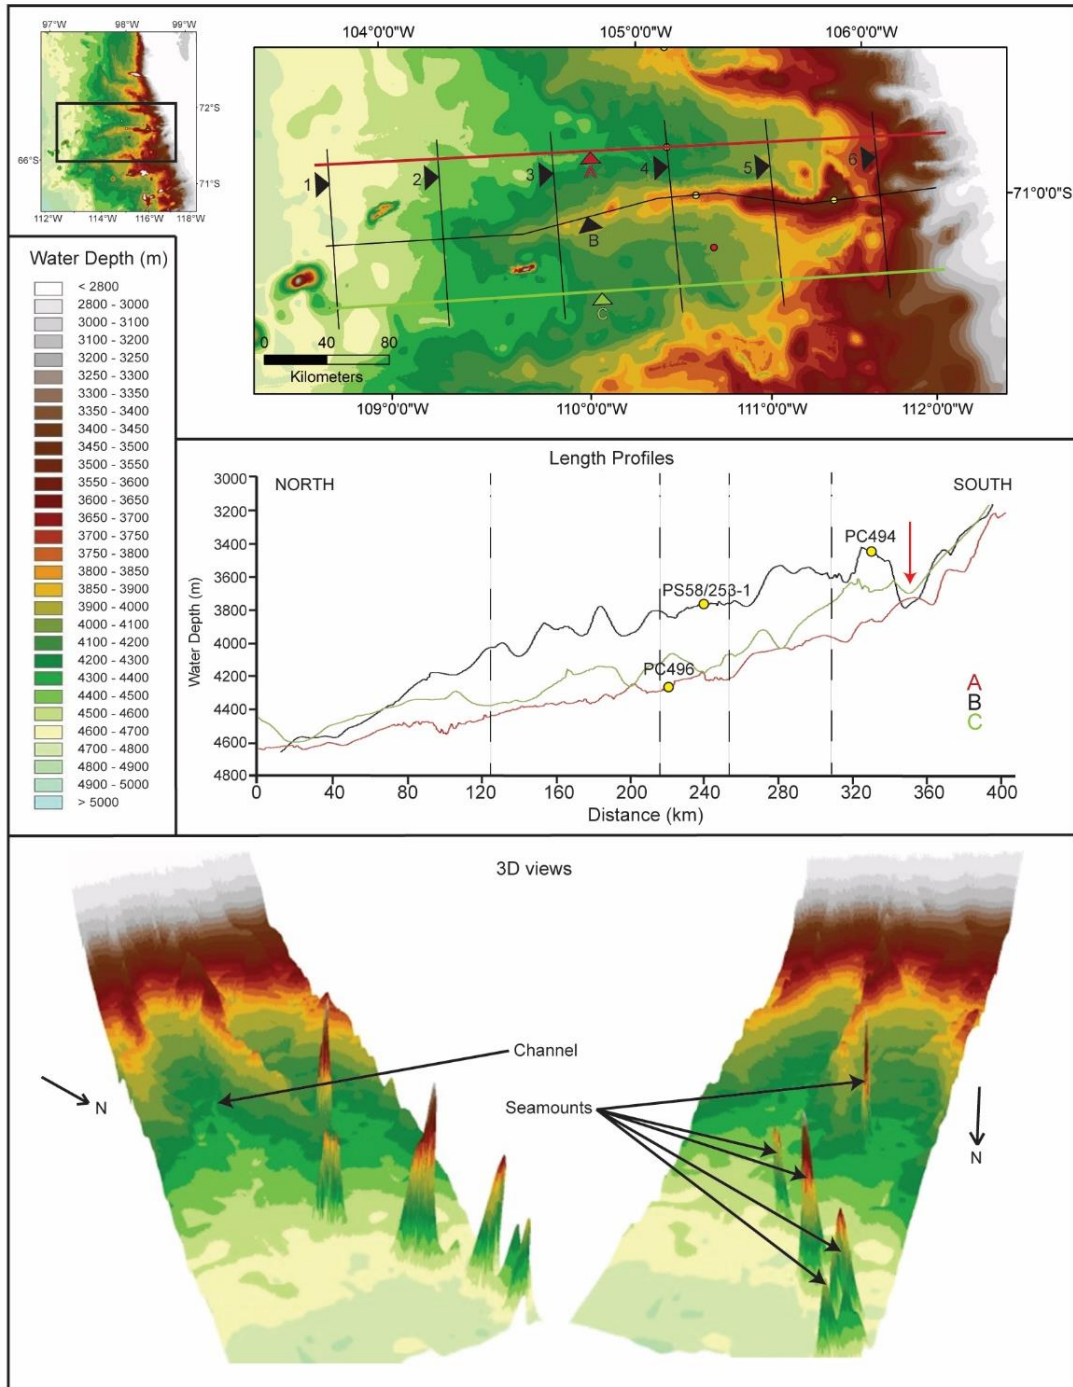 97°W 98°W 99°W
72°S
66°S
71°S
112°W 114°W 116°W 118°W
104°0'0"W 105°0'0"W 106°0'0"W
1 2 3 4 5 6
A
B
C
71°0'0"S
0 40 80
Kilometers
109°0'0"W 110°0'0"W 111°0'0"W 112°0'0"W
Water Depth (m)
< 2800
2800 - 3000
3000 - 3100
3100 - 3200
3200 - 3250
3250 - 3300
3300 - 3350
3350 - 3400
3400 - 3450
3450 - 3500
3500 - 3550
3550 - 3600
3600 - 3650
3650 - 3700
3700 - 3750
3750 - 3800
3800 - 3850
3850 - 3900
3900 - 4000
4000 - 4100
4100 - 4200
4200 - 4300
4300 - 4400
4400 - 4500
4500 - 4600
4600 - 4700
4700 - 4800
4800 - 4900
4900 - 5000
> 5000
Length Profiles
NORTH
SOUTH
3000
3200
3400
3600
3800
4000
4200
4400
4600
4800
Water Depth (m)
PC494
PS58/253-1
PC496
A
B
C
0 40 80 120 160 200 240 280 320 360 400
Distance (km)
3D views
Channel
Seamounts
N
N